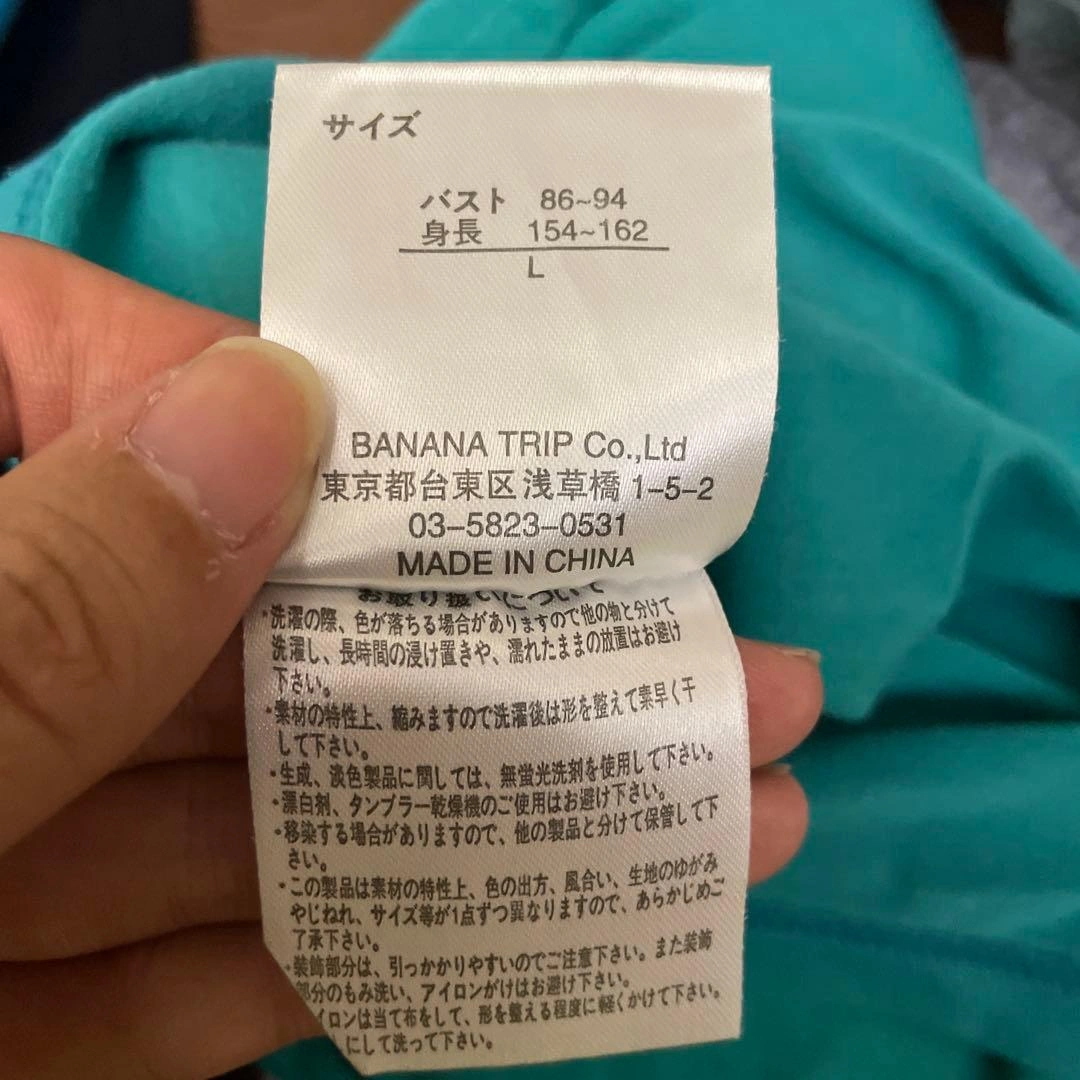 サイズ
バスト 86~94
身長 154~162
L
BANANA TRIP Co.,Ltd
東京都台東区浅草橋 1-5-2
03-5823-0531
MADE IN CHINA
お取り扱いについて
・洗濯の際、色が落ちる場合がありますので他の物と分けて
洗濯し、長時間の浸け置きや、濡れたままの放置はお避け
下さい。
・素材の特性上、縮みますので洗濯後は形を整えて素早く干
して下さい。
・生成、淡色製品に関しては、無蛍光洗剤を使用して下さい。
・漂白剤、タンブラー乾燥機のご使用はお避け下さい。
・移染する場合がありますので、他の製品と分けて保管して下
さい。
・この製品は素材の特性上、色の出方、風合い、生地のゆがみ
やじねれ、サイズ等が1点ずつ異なりますので、あらかじめご
了承下さい。
・装飾部分は、引っかかりやすいのでご注意下さい。また装飾
部分のもみ洗い、アイロンがけはお避け下さい。
イロンは当て布をして、形を整える程度に軽くかけて下さい。
にして洗って下さい。